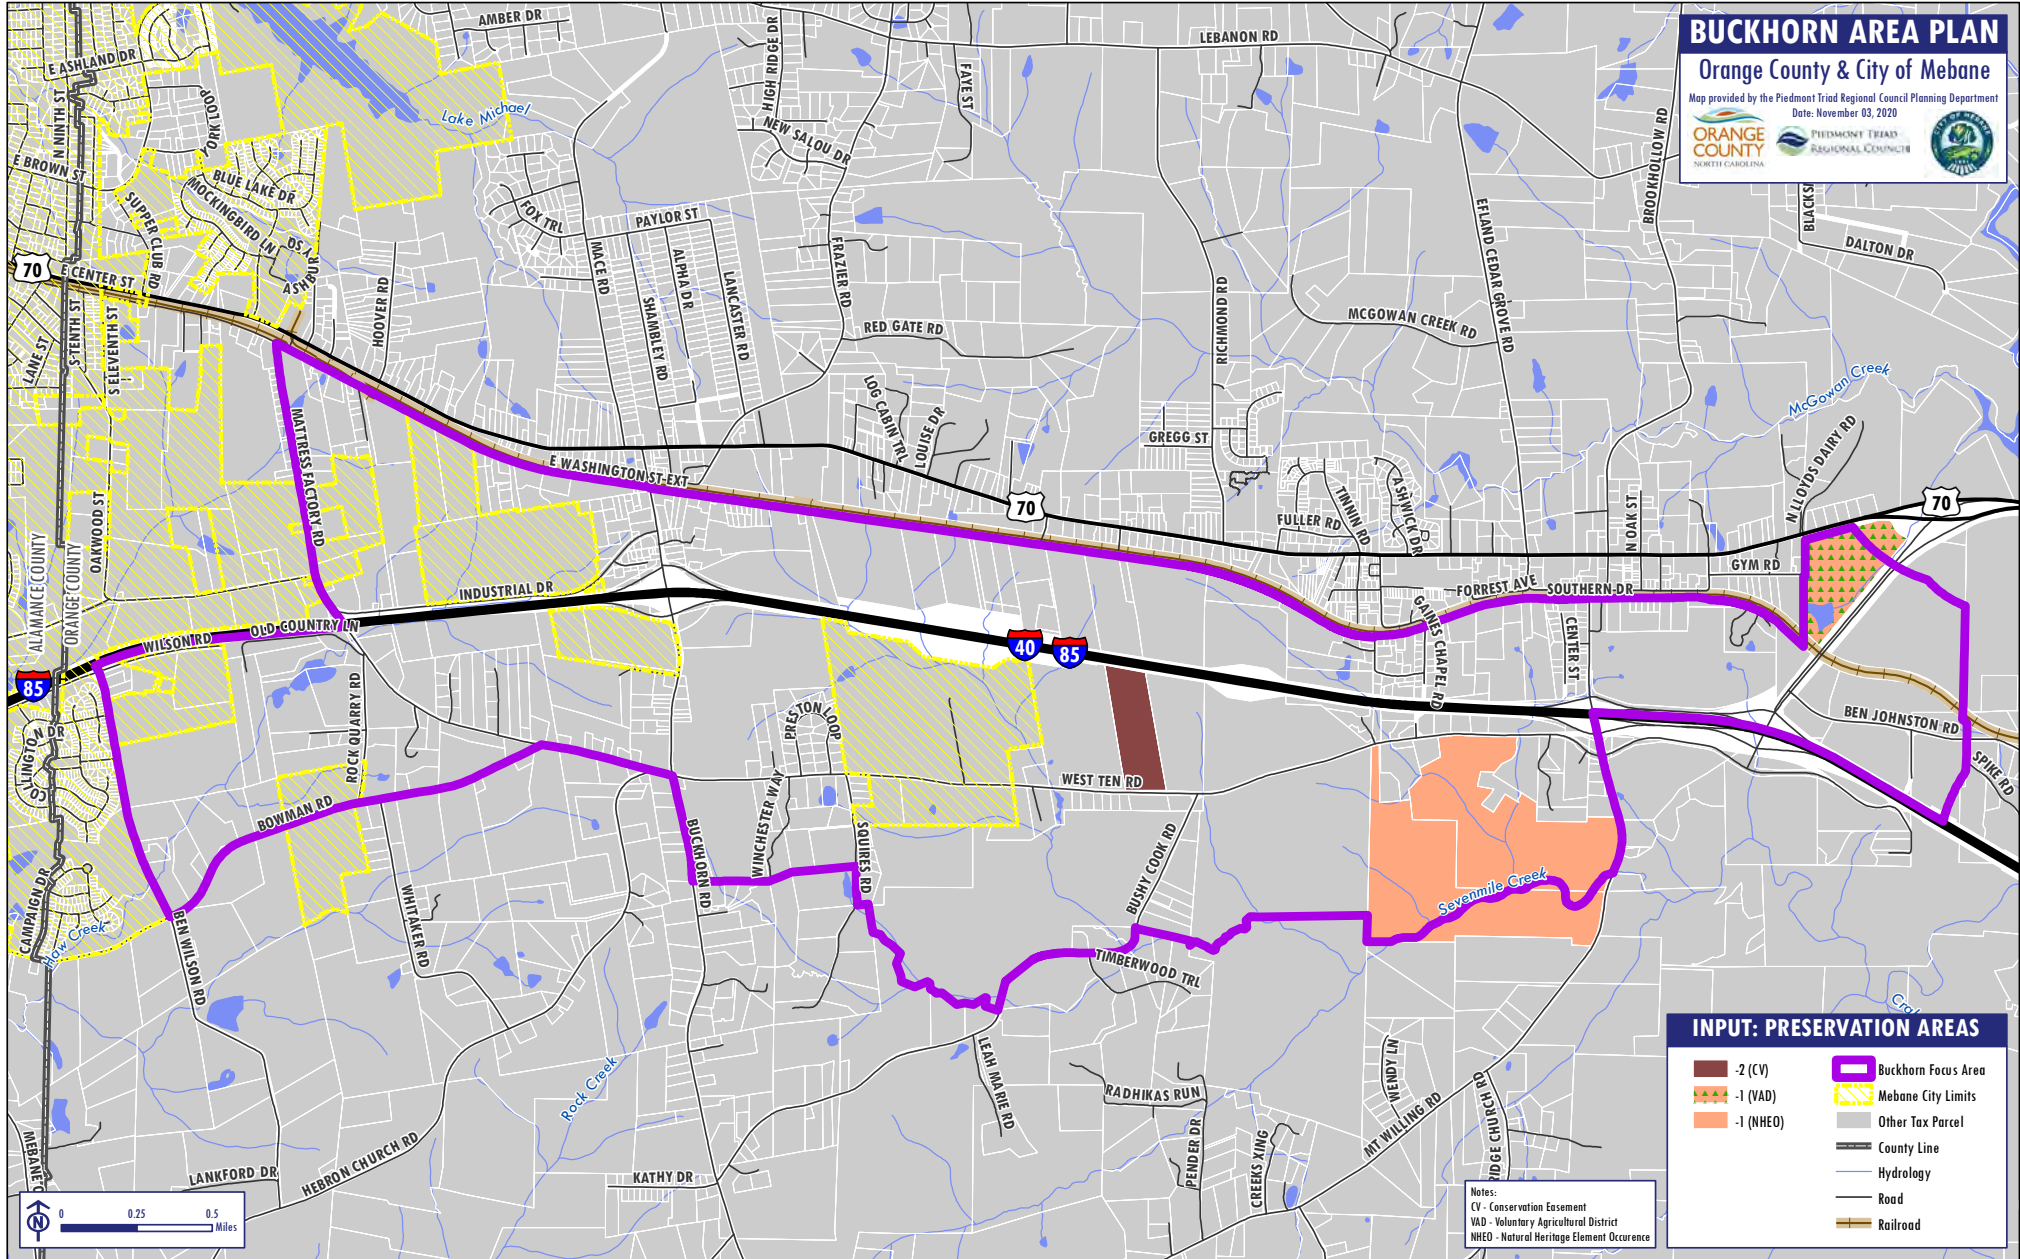 BUCKHORN AREA PLAN
Orange County & City of Mebane
Map provided by the Piedmont Triad Regional Council Planning Department
Date: November 03, 2020
ORANGE
COUNTY
NORTH CAROLINA
PIEDMONT TRIAD
REGIONAL COUNCIL
CITY OF MEBANE
AMBER DR
LEBANON RD
E ASHLAND DR
HIGH RIDGE DR
FAYE ST
N NINTH ST
YORK LOOP
Lake Michael
NEW SALOU DR
BROOKHOLLOW RD
E BROWN ST
BLUE LAKE DR
MOCKINGBIRD LN
SUPPER CLUB RD
FOX TRL
PAYLOR ST
EFLAND CEDAR GROVE RD
BLACKSM
DALTON DR
70
E CENTER ST
ASHBURY SQ
HOOVER RD
MACE RD
ALPHA DR
LANCASTER RD
SHAMBLEY RD
FRAZIER RD
RED GATE RD
RICHMOND RD
MCGOWAN CREEK RD
LANE ST
S TENTH ST
S ELEVENTH ST
McGowan Creek
LOG CABIN TRL
LOUISE DR
GREGG ST
MATTRESS FACTORY RD
E WASHINGTON ST EXT
70
TINNIN RD
ASHWICK DR
FULLER RD
N OAK ST
N LLOYDS DAIRY RD
70
OAKWOOD ST
ALAMANCE COUNTY
ORANGE COUNTY
INDUSTRIAL DR
FORREST AVE
SOUTHERN DR
GYM RD
WILSON RD
OLD COUNTRY LN
GAINES CHAPEL RD
CENTER ST
40
85
85
ROCK QUARRY RD
COLLINGTON DR
PRESTON LOOP
BEN JOHNSTON RD
SPIKE RD
WEST TEN RD
BOWMAN RD
WINCHESTER WAY
BUCKHORN RD
SQUIRES RD
BUSHY COOK RD
Sevenmile Creek
CAMPAIGN DR
Haw Creek
BEN WILSON RD
WHITAKER RD
TIMBERWOOD TRL
Cra
LEAH MARIE RD
Rock Creek
RADHIKAS RUN
WENDY LN
MT WILLING RD
RIDGE CHURCH RD
PENDER DR
CREEKS XING
MEBANE
LANKFORD DR
HEBRON CHURCH RD
KATHY DR
N
0 0.25 0.5
Miles
Notes:
CV - Conservation Easement
VAD - Voluntary Agricultural District
NHEO - Natural Heritage Element Occurence
INPUT: PRESERVATION AREAS
-2 (CV)
-1 (VAD)
-1 (NHEO)
Buckhorn Focus Area
Mebane City Limits
Other Tax Parcel
County Line
Hydrology
Road
Railroad